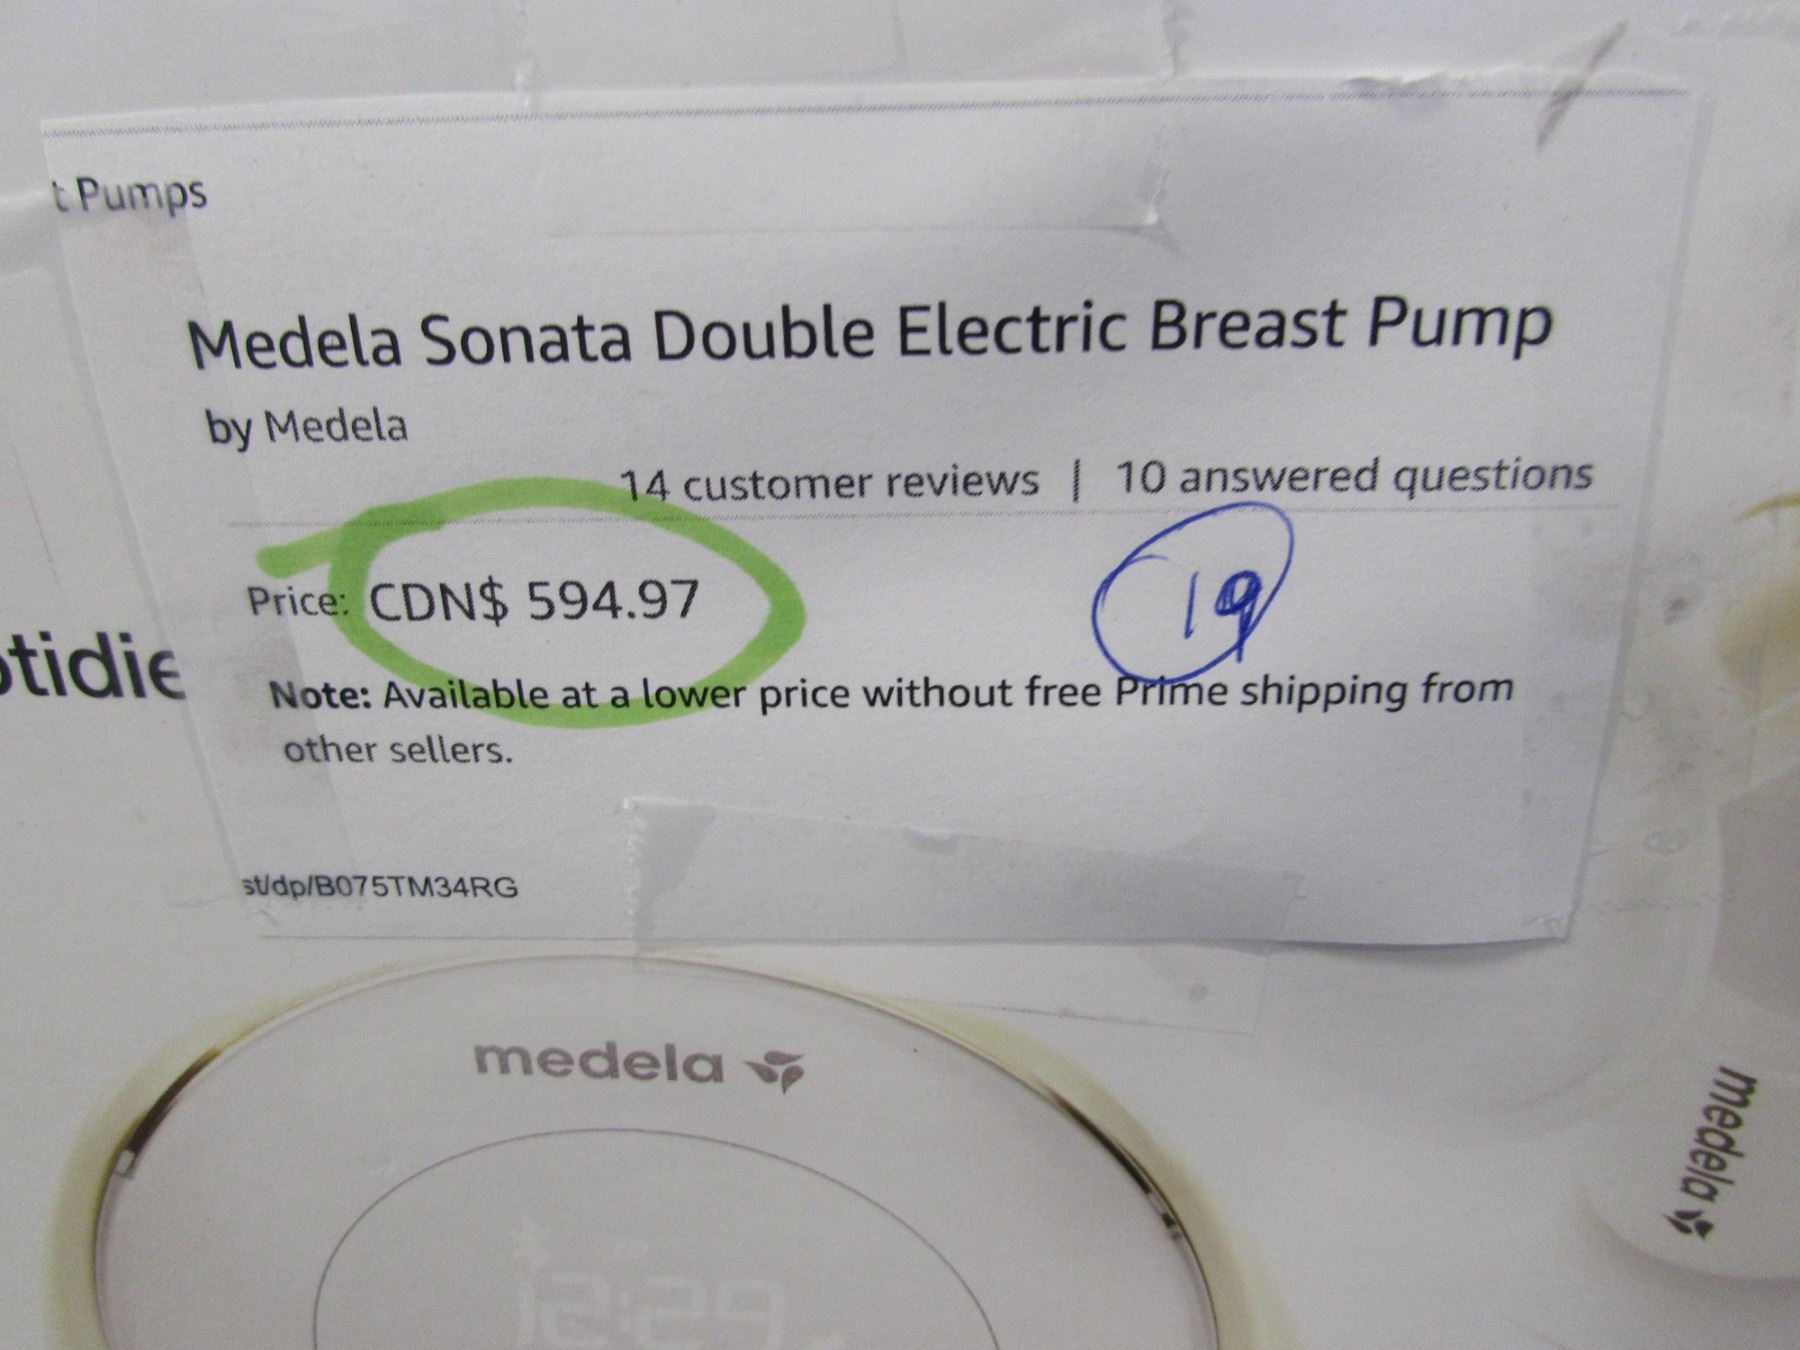 t Pumps
Medela Sonata Double Electric Breast Pump
by Medela
14 customer reviews | 10 answered questions
Price: CDN$ 594.97
19
Note: Available at a lower price without free Prime shipping from
other sellers.
otidie
st/dp/B075TM34RG
medela
medela